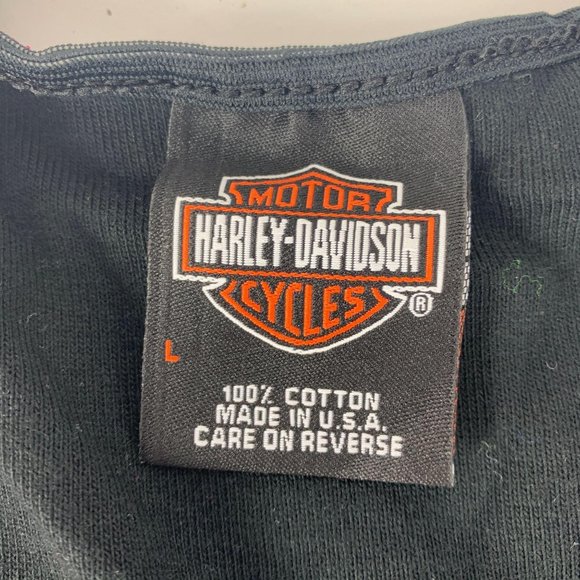 MOTOR
HARLEY-DAVIDSON
CYCLES
®
L
100% COTTON
MADE IN U.S.A.
CARE ON REVERSE